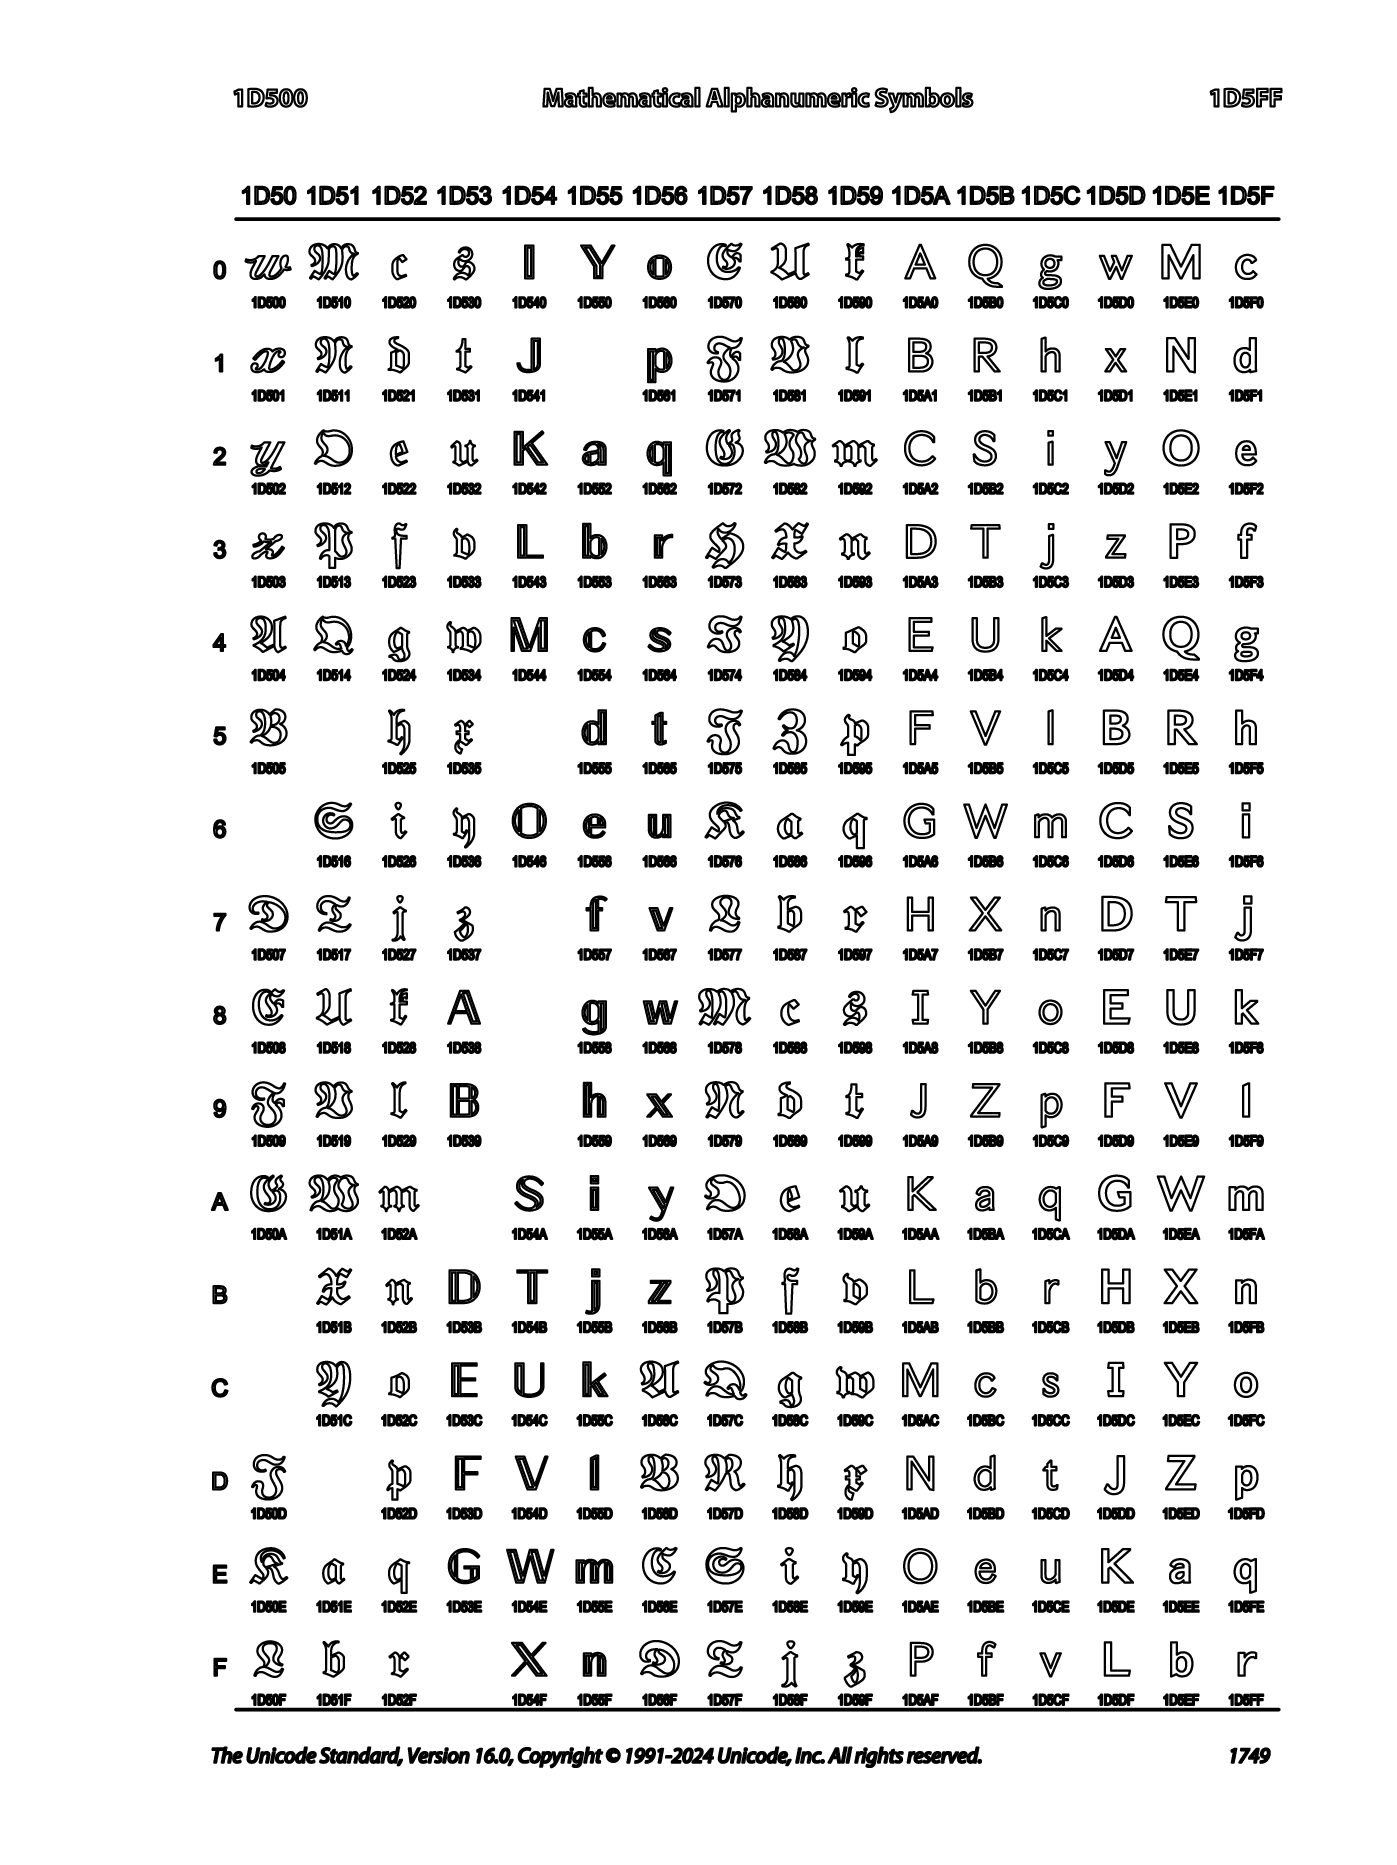 1D500 Mathematical Alphanumeric Symbols 1D5FF
1D50 1D51 1D52 1D53 1D54 1D55 1D56 1D57 1D58 1D59 1D5A 1D5B 1D5C 1D5D 1D5E 1D5F
0 𝔀 𝔐 𝔠 𝔰 𝕀 𝕐 𝕠 𝕰 𝖀 𝖐 𝖠 𝖰 𝗀 𝗐 𝗠 𝗰
1D500 1D510 1D520 1D530 1D540 1D550 1D560 1D570 1D580 1D590 1D5A0 1D5B0 1D5C0 1D5D0 1D5E0 1D5F0
1 𝔁 𝔑 𝔡 𝔱 𝕁 𝕡 𝕱 𝖁 𝖑 𝖡 𝖱 𝗁 𝗑 𝗡 𝗱
1D501 1D511 1D521 1D531 1D541 1D561 1D571 1D581 1D591 1D5A1 1D5B1 1D5C1 1D5D1 1D5E1 1D5F1
2 𝔂 𝔒 𝔢 𝔲 𝕂 𝕒 𝕢 𝕲 𝖂 𝖒 𝖢 𝖲 𝗂 𝗒 𝗢 𝗲
1D502 1D512 1D522 1D532 1D542 1D552 1D562 1D572 1D582 1D592 1D5A2 1D5B2 1D5C2 1D5D2 1D5E2 1D5F2
3 𝔃 𝔓 𝔣 𝔳 𝕃 𝕓 𝕣 𝕳 𝖃 𝖓 𝖣 𝖳 𝗃 𝗓 𝗣 𝗳
1D503 1D513 1D523 1D533 1D543 1D553 1D563 1D573 1D583 1D593 1D5A3 1D5B3 1D5C3 1D5D3 1D5E3 1D5F3
4 𝔄 𝔔 𝔤 𝔴 𝕄 𝕔 𝕤 𝕴 𝖄 𝖔 𝖤 𝖴 𝗄 𝗔 𝗤 𝗴
1D504 1D514 1D524 1D534 1D544 1D554 1D564 1D574 1D584 1D594 1D5A4 1D5B4 1D5C4 1D5D4 1D5E4 1D5F4
5 𝔅 𝔥 𝔵 𝕕 𝕥 𝕵 𝖅 𝖕 𝖥 𝖵 𝗅 𝗕 𝗥 𝗵
1D505 1D525 1D535 1D555 1D565 1D575 1D585 1D595 1D5A5 1D5B5 1D5C5 1D5D5 1D5E5 1D5F5
6 𝔖 𝔦 𝔶 𝕆 𝕖 𝕦 𝕶 𝖆 𝖖 𝖦 𝖶 𝗆 𝗖 𝗦 𝗶
1D516 1D526 1D536 1D546 1D556 1D566 1D576 1D586 1D596 1D5A6 1D5B6 1D5C6 1D5D6 1D5E6 1D5F6
7 𝔇 𝔗 𝔧 𝔷 𝕗 𝕧 𝕷 𝖇 𝖗 𝖧 𝖷 𝗇 𝗗 𝗧 𝗷
1D507 1D517 1D527 1D537 1D557 1D567 1D577 1D587 1D597 1D5A7 1D5B7 1D5C7 1D5D7 1D5E7 1D5F7
8 𝔈 𝔘 𝔨 𝔸 𝕘 𝕨 𝕸 𝖈 𝖘 𝖨 𝖸 𝗈 𝗘 𝗨 𝗸
1D508 1D518 1D528 1D538 1D558 1D568 1D578 1D588 1D598 1D5A8 1D5B8 1D5C8 1D5D8 1D5E8 1D5F8
9 𝔉 𝔙 𝔩 𝔹 𝕙 𝕩 𝕹 𝖉 𝖙 𝖩 𝖹 𝗉 𝗙 𝗩 𝗹
1D509 1D519 1D529 1D539 1D559 1D569 1D579 1D589 1D599 1D5A9 1D5B9 1D5C9 1D5D9 1D5E9 1D5F9
A 𝔊 𝔚 𝔪 𝕊 𝕚 𝕪 𝕺 𝖊 𝖚 𝖪 𝖺 𝗊 𝗚 𝗪 𝗺
1D50A 1D51A 1D52A 1D54A 1D55A 1D56A 1D57A 1D58A 1D59A 1D5AA 1D5BA 1D5CA 1D5DA 1D5EA 1D5FA
B 𝔛 𝔫 𝔻 𝕋 𝕛 𝕫 𝕻 𝖋 𝖛 𝖫 𝖻 𝗋 𝗛 𝗫 𝗻
1D51B 1D52B 1D53B 1D54B 1D55B 1D56B 1D57B 1D58B 1D59B 1D5AB 1D5BB 1D5CB 1D5DB 1D5EB 1D5FB
C 𝔜 𝔬 𝔼 𝕌 𝕜 𝕬 𝕼 𝖌 𝖜 𝖬 𝖼 𝗌 𝗜 𝗬 𝗼
1D51C 1D52C 1D53C 1D54C 1D55C 1D56C 1D57C 1D58C 1D59C 1D5AC 1D5BC 1D5CC 1D5DC 1D5EC 1D5FC
D 𝔍 𝔭 𝔽 𝕍 𝕝 𝕭 𝕽 𝖍 𝖝 𝖭 𝖽 𝗍 𝗝 𝗭 𝗽
1D50D 1D52D 1D53D 1D54D 1D55D 1D56D 1D57D 1D58D 1D59D 1D5AD 1D5BD 1D5CD 1D5DD 1D5ED 1D5FD
E 𝔎 𝔞 𝔮 𝔾 𝕎 𝕞 𝕮 𝕾 𝖎 𝖞 𝖮 𝖾 𝗎 𝗞 𝗮 𝗾
1D50E 1D51E 1D52E 1D53E 1D54E 1D55E 1D56E 1D57E 1D58E 1D59E 1D5AE 1D5BE 1D5CE 1D5DE 1D5EE 1D5FE
F 𝔏 𝔟 𝔯 𝕏 𝕟 𝕯 𝕿 𝖏 𝖟 𝖯 𝖿 𝗏 𝗟 𝗯 𝗿
1D50F 1D51F 1D52F 1D54F 1D55F 1D56F 1D57F 1D58F 1D59F 1D5AF 1D5BF 1D5CF 1D5DF 1D5EF 1D5FF
The Unicode Standard, Version 16.0, Copyright © 1991-2024 Unicode, Inc. All rights reserved. 1749